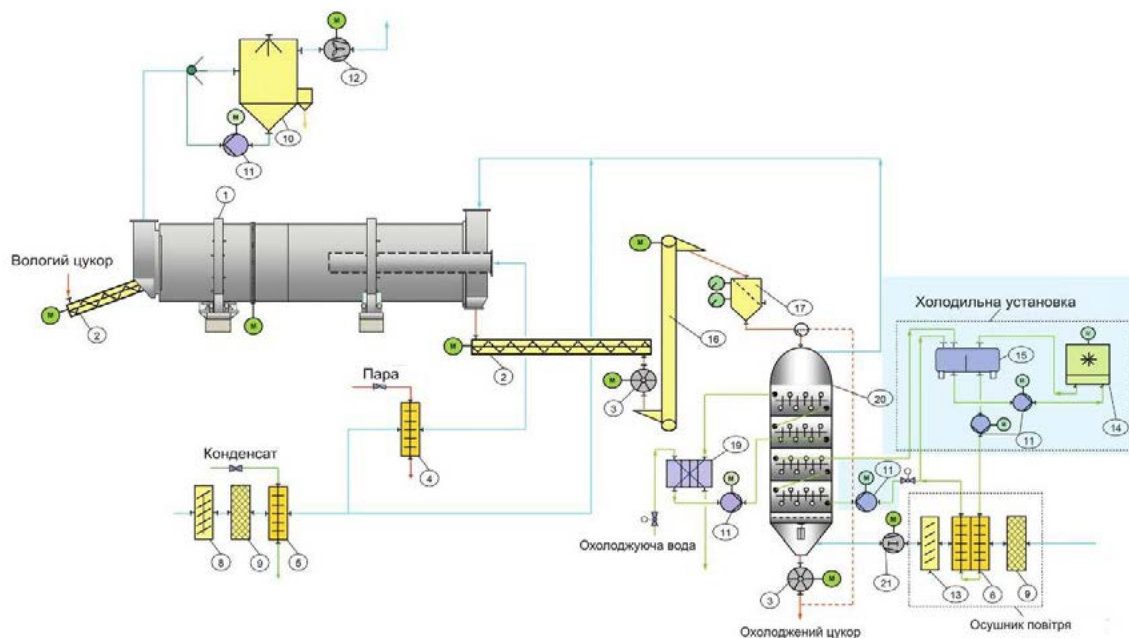 M
12
M
10
11
1
Вологий цукор
M
2
M
M
M
16
17
Холодильна установка
M
15
14
M
M
11
2
M
3
20
Пара
4
Конденсат
8
9
5
19
M
11
M
11
Охолоджуюча вода
M
21
13
6
9
3
M
Охолоджений цукор
Осушник повітря